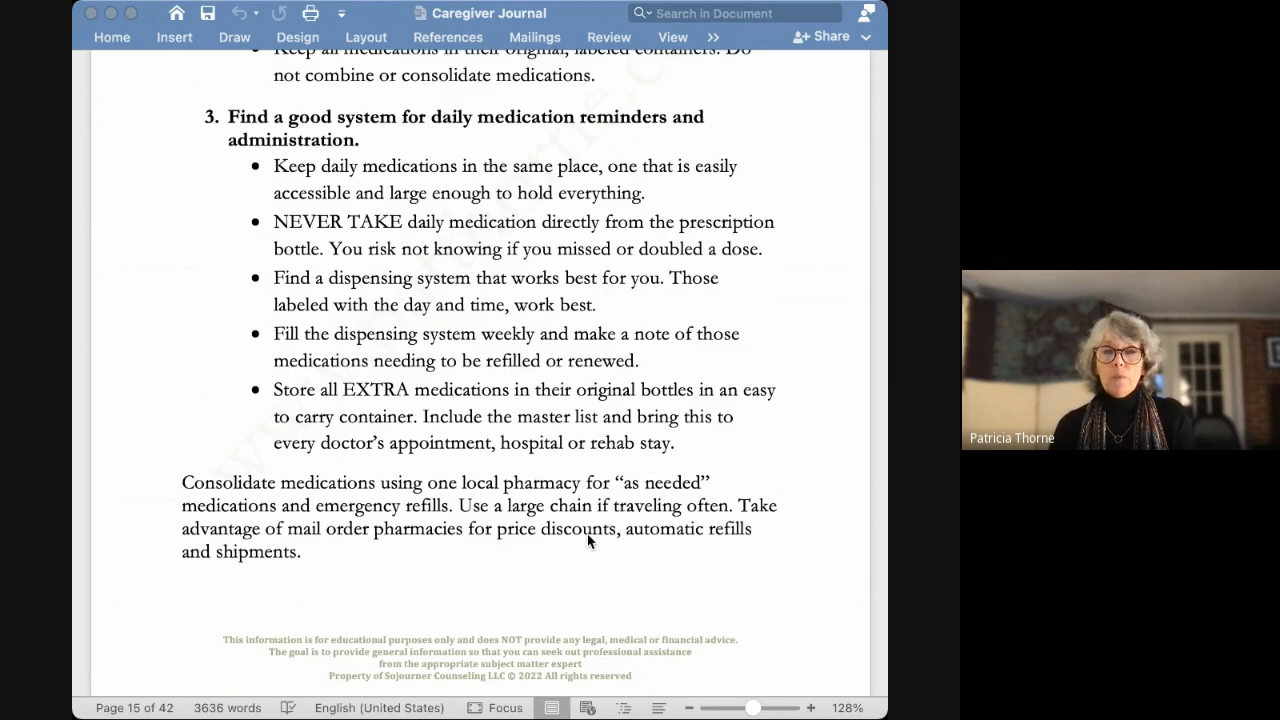 Caregiver Journal
Search in Document
Home Insert Draw Design Layout References Mailings Review View >> Share
Keep all medications in their original, labeled containers. Do
not combine or consolidate medications.
3. Find a good system for daily medication reminders and
administration.
• Keep daily medications in the same place, one that is easily
accessible and large enough to hold everything.
• NEVER TAKE daily medication directly from the prescription
bottle. You risk not knowing if you missed or doubled a dose.
• Find a dispensing system that works best for you. Those
labeled with the day and time, work best.
• Fill the dispensing system weekly and make a note of those
medications needing to be refilled or renewed.
• Store all EXTRA medications in their original bottles in an easy
to carry container. Include the master list and bring this to
every doctor's appointment, hospital or rehab stay.
Consolidate medications using one local pharmacy for “as needed”
medications and emergency refills. Use a large chain if traveling often. Take
advantage of mail order pharmacies for price discounts, automatic refills
and shipments.
This information is for educational purposes only and does NOT provide any legal, medical or financial advice.
The goal is to provide general information so that you can seek out professional assistance
from the appropriate subject matter expert
Property of Sojourner Counseling LLC © 2022 All rights reserved
Page 15 of 42 3636 words English (United States) Focus 128%
Patricia Thorne